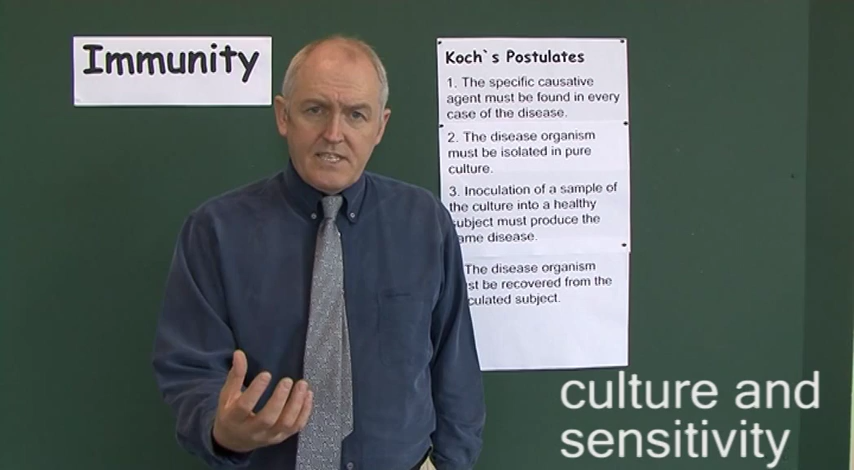 Immunity
Koch`s Postulates
1. The specific causative
agent must be found in every
case of the disease.
2. The disease organism
must be isolated in pure
culture.
3. Inoculation of a sample of
the culture into a healthy
subject must produce the
ame disease.
The disease organism
st be recovered from the
culated subject.
culture and
sensitivity